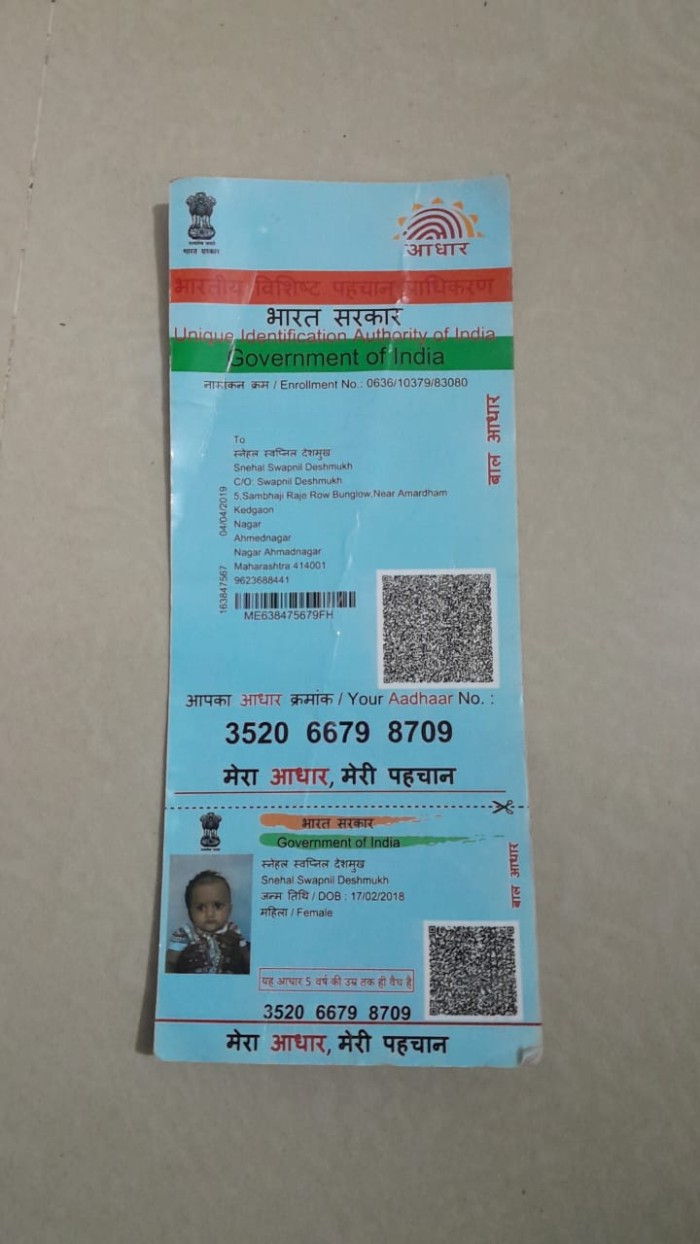 भारत सरकार
आधार
भारतीय विशिष्ट पहचान प्राधिकरण
भारत सरकार
Unique Identification Authority of India
Government of India
नामांकन क्रम / Enrollment No.: 0636/10379/83080
बाल आधार
To
स्नेहल स्वप्निल देशमुख
Snehal Swapnil Deshmukh
C/O: Swapnil Deshmukh
5,Sambhaji Raje Row Bunglow,Near Amardham
Kedgaon
Nagar
Ahmednagar
Nagar Ahmadnagar
Maharashtra 414001
9623688441
163847567 04/04/2019
ME638475679FH
आपका आधार क्रमांक / Your Aadhaar No. :
3520 6679 8709
मेरा आधार, मेरी पहचान
भारत सरकार
Government of India
बाल आधार
स्नेहल स्वप्निल देशमुख
Snehal Swapnil Deshmukh
जन्म तिथि / DOB : 17/02/2018
महिला / Female
यह आधार 5 वर्ष की उम्र तक ही वैध है
3520 6679 8709
मेरा आधार, मेरी पहचान